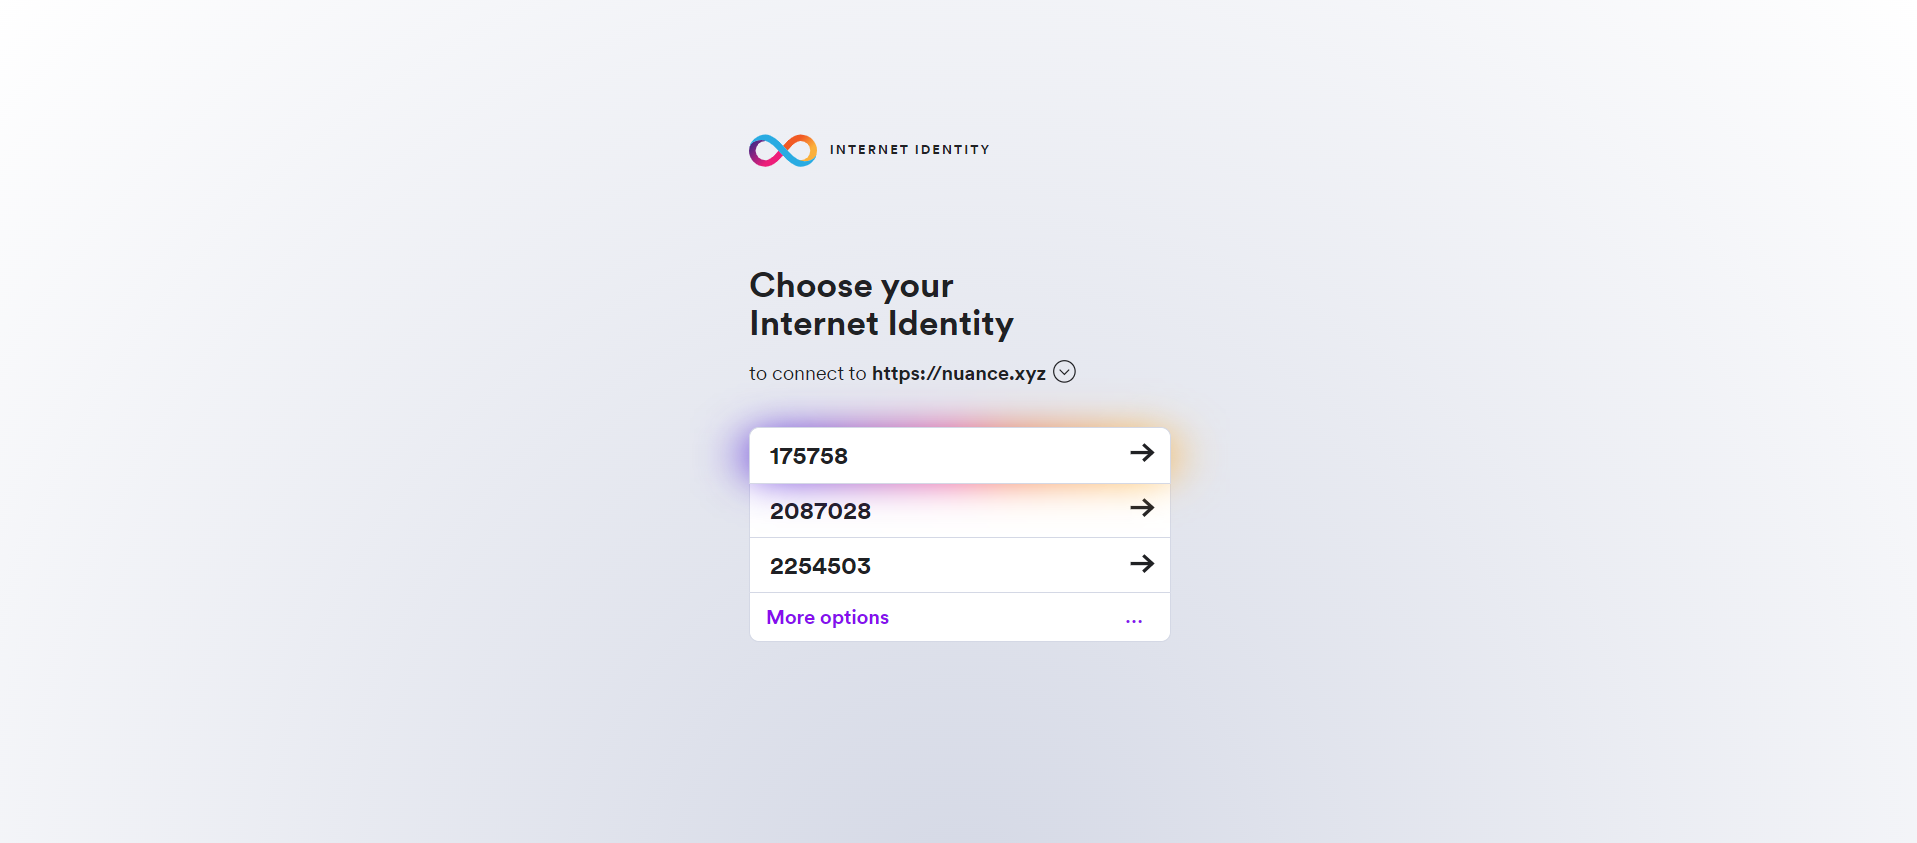 INTERNET IDENTITY
Choose your
Internet Identity
to connect to https://nuance.xyz
175758
2087028
2254503
More options
...